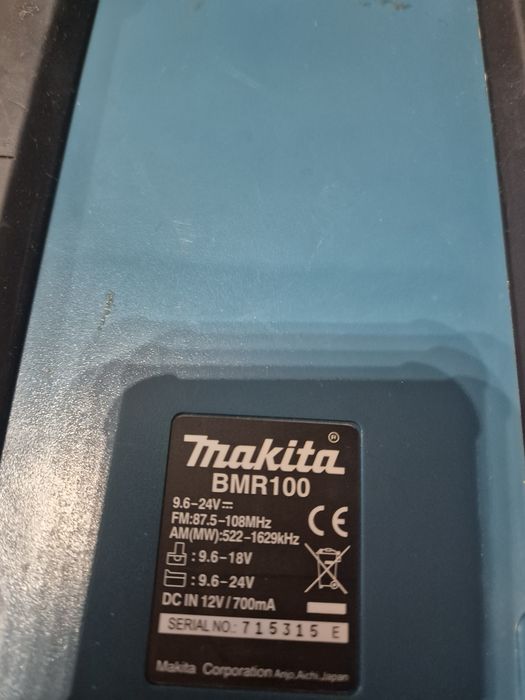 makita®
BMR100
9.6-24V⎓
FM:87.5-108MHz
AM(MW):522-1629kHz
CE
:9.6-18V
:9.6-24V
DC IN 12V/700mA
SERIAL NO.: 715315 E
Makita Corporation Anjo,Aichi,Japan